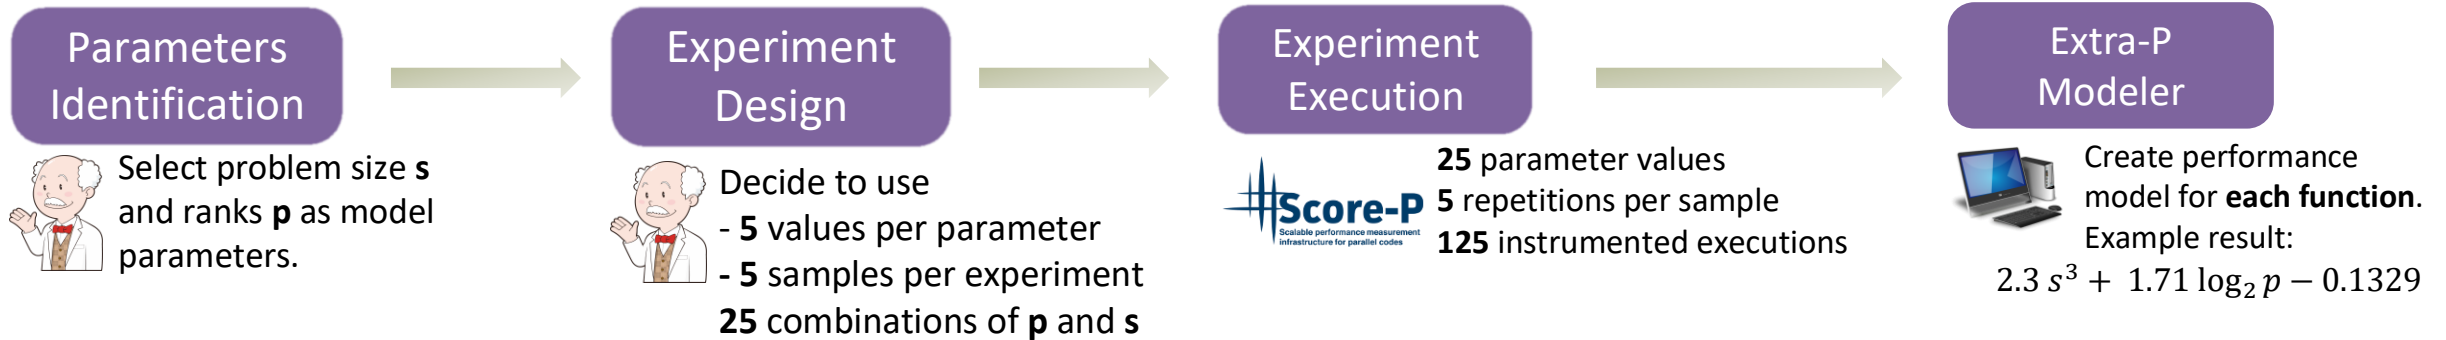 Parameters
Identification
Select problem size s
and ranks p as model
parameters.
Experiment
Design
Decide to use
- 5 values per parameter
- 5 samples per experiment
25 combinations of p and s
Experiment
Execution
Score-P
Scalable performance measurement
infrastructure for parallel codes
25 parameter values
5 repetitions per sample
125 instrumented executions
Extra-P
Modeler
Create performance
model for each function.
Example result:
2.3 s³ + 1.71 log₂ p − 0.1329